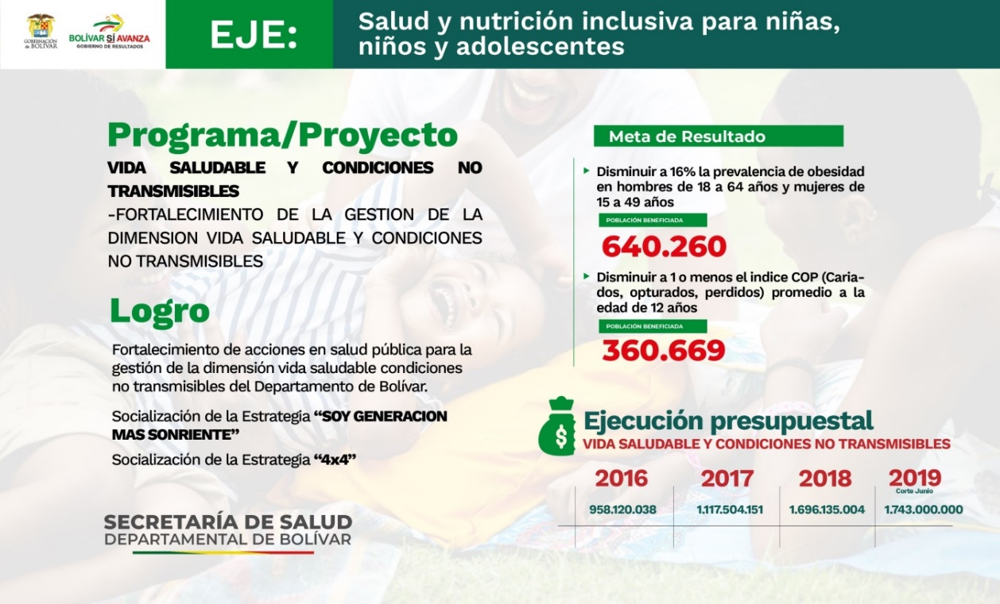 GOBERNACIÓN
de BOLÍVAR
BOLÍVAR SÍ AVANZA
GOBIERNO DE RESULTADOS
EJE:
Salud y nutrición inclusiva para niñas,
niños y adolescentes
Programa/Proyecto
VIDA SALUDABLE Y CONDICIONES NO
TRANSMISIBLES
-FORTALECIMIENTO DE LA GESTION DE LA
DIMENSION VIDA SALUDABLE Y CONDICIONES
NO TRANSMISIBLES
Logro
Fortalecimiento de acciones en salud pública para la
gestión de la dimensión vida saludable condiciones
no transmisibles del Departamento de Bolívar.
Socialización de la Estrategia “SOY GENERACION
MAS SONRIENTE”
Socialización de la Estrategia “4x4”
SECRETARÍA DE SALUD
DEPARTAMENTAL DE BOLÍVAR
Meta de Resultado
Disminuir a 16% la prevalencia de obesidad
en hombres de 18 a 64 años y mujeres de
15 a 49 años
POBLACIÓN BENEFICIADA
640.260
Disminuir a 1 o menos el indice COP (Caria-
dos, opturados, perdidos) promedio a la
edad de 12 años
POBLACIÓN BENEFICIADA
360.669
$
Ejecución presupuestal
VIDA SALUDABLE Y CONDICIONES NO TRANSMISIBLES
2016 2017 2018 2019
Corte Junio
958.120.038 1.117.504.151 1.696.135.004 1.743.000.000